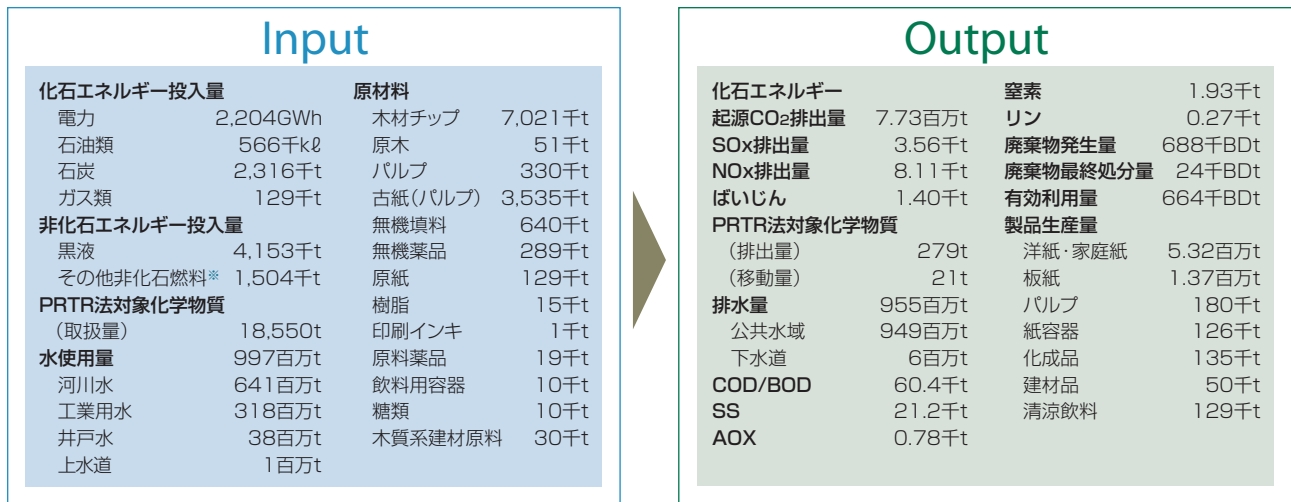 Input
化石エネルギー投入量
電力 2,204GWh
石油類 566千kℓ
石炭 2,316千t
ガス類 129千t
非化石エネルギー投入量
黒液 4,153千t
その他非化石燃料※ 1,504千t
PRTR法対象化学物質
（取扱量） 18,550t
水使用量 997百万t
河川水 641百万t
工業用水 318百万t
井戸水 38百万t
上水道 1百万t
原材料
木材チップ 7,021千t
原木 51千t
パルプ 330千t
古紙（パルプ） 3,535千t
無機填料 640千t
無機薬品 289千t
原紙 129千t
樹脂 15千t
印刷インキ 1千t
原料薬品 19千t
飲料用容器 10千t
糖類 10千t
木質系建材原料 30千t
Output
化石エネルギー
起源CO2排出量 7.73百万t
SOx排出量 3.56千t
NOx排出量 8.11千t
ばいじん 1.40千t
PRTR法対象化学物質
（排出量） 279t
（移動量） 21t
排水量 955百万t
公共水域 949百万t
下水道 6百万t
COD/BOD 60.4千t
SS 21.2千t
AOX 0.78千t
窒素 1.93千t
リン 0.27千t
廃棄物発生量 688千BDt
廃棄物最終処分量 24千BDt
有効利用量 664千BDt
製品生産量
洋紙・家庭紙 5.32百万t
板紙 1.37百万t
パルプ 180千t
紙容器 126千t
化成品 135千t
建材品 50千t
清涼飲料 129千t